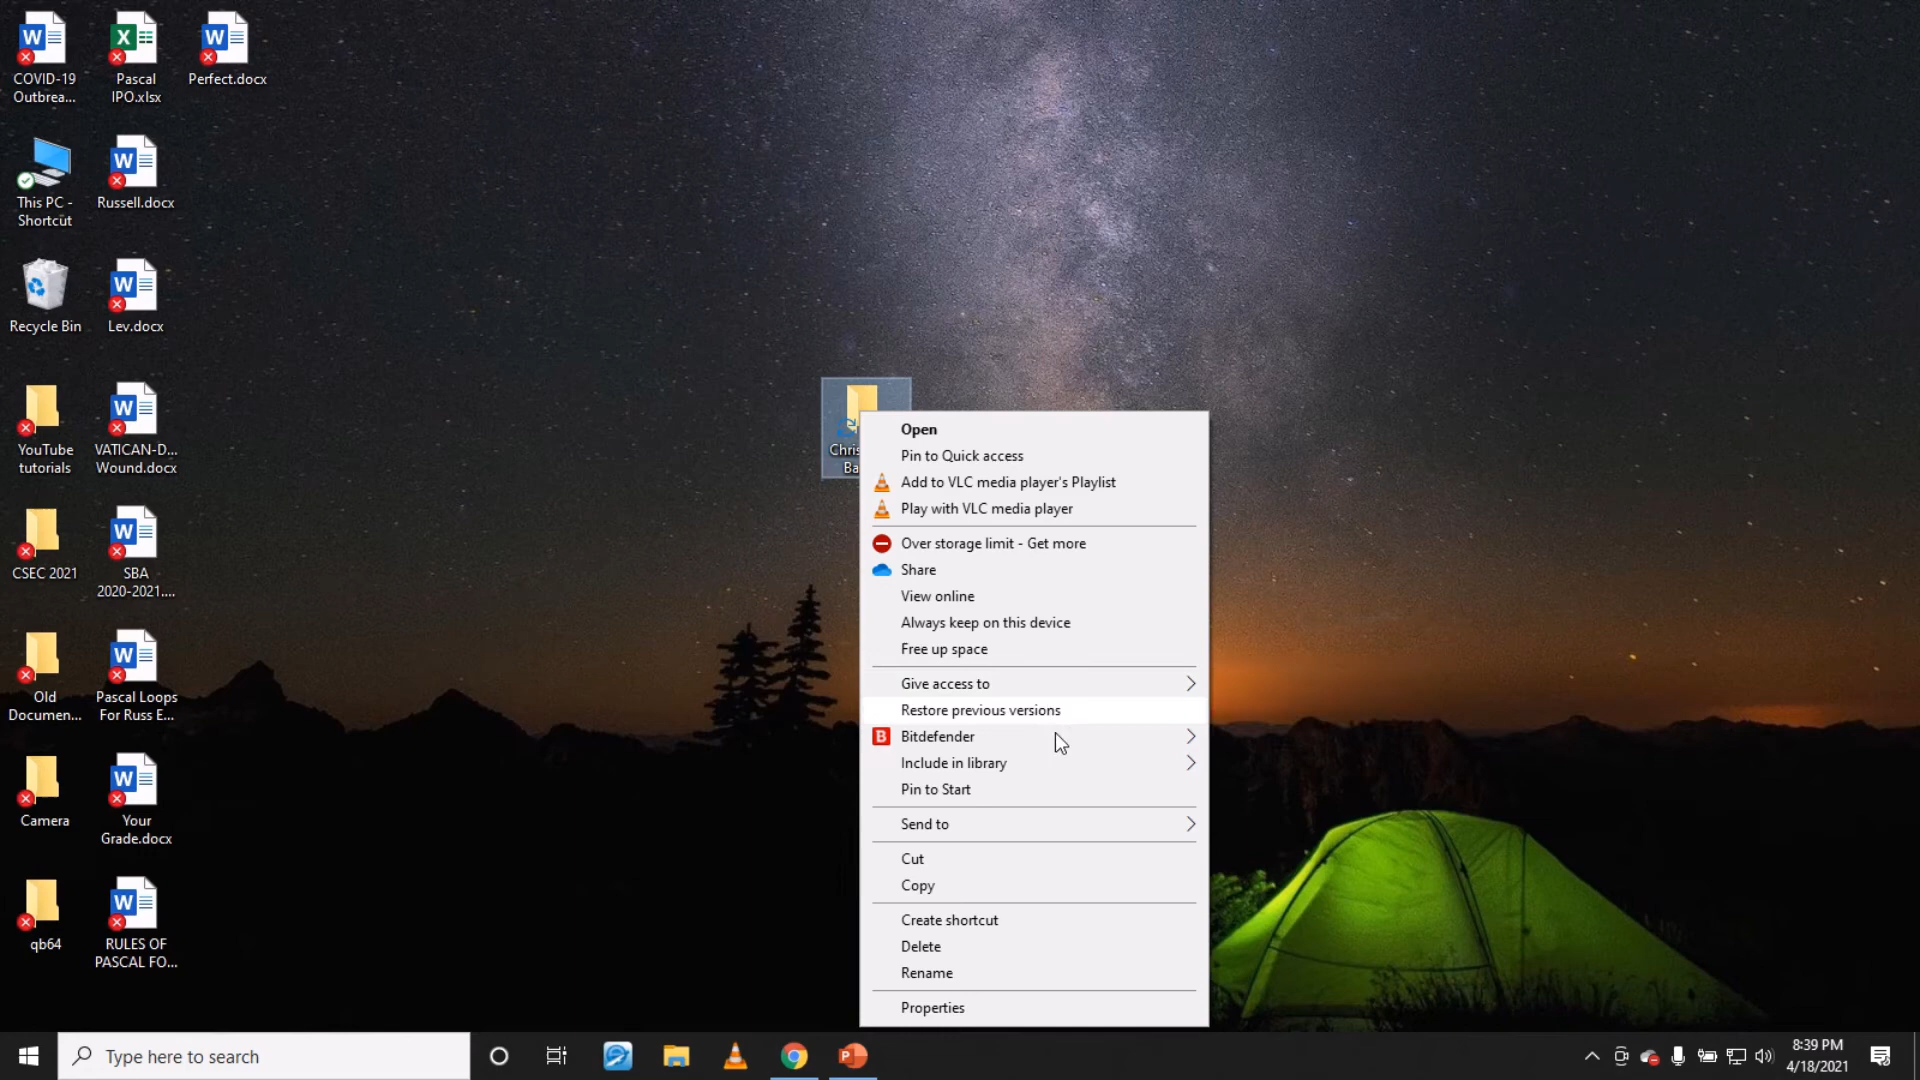 COVID-19
Outbrea...
Pascal
IPO.xlsx
Perfect.docx
This PC -
Shortcut
Russell.docx
Recycle Bin
Lev.docx
YouTube
tutorials
VATICAN-D...
Wound.docx
CSEC 2021
SBA
2020-2021....
Old
Documen...
Pascal Loops
For Russ E...
Camera
Your
Grade.docx
qb64
RULES OF
PASCAL FO...
Chris
Ba
Open
Pin to Quick access
Add to VLC media player's Playlist
Play with VLC media player
Over storage limit - Get more
Share
View online
Always keep on this device
Free up space
Give access to
Restore previous versions
B Bitdefender
Include in library
Pin to Start
Send to
Cut
Copy
Create shortcut
Delete
Rename
Properties
Type here to search
8:39 PM
4/18/2021